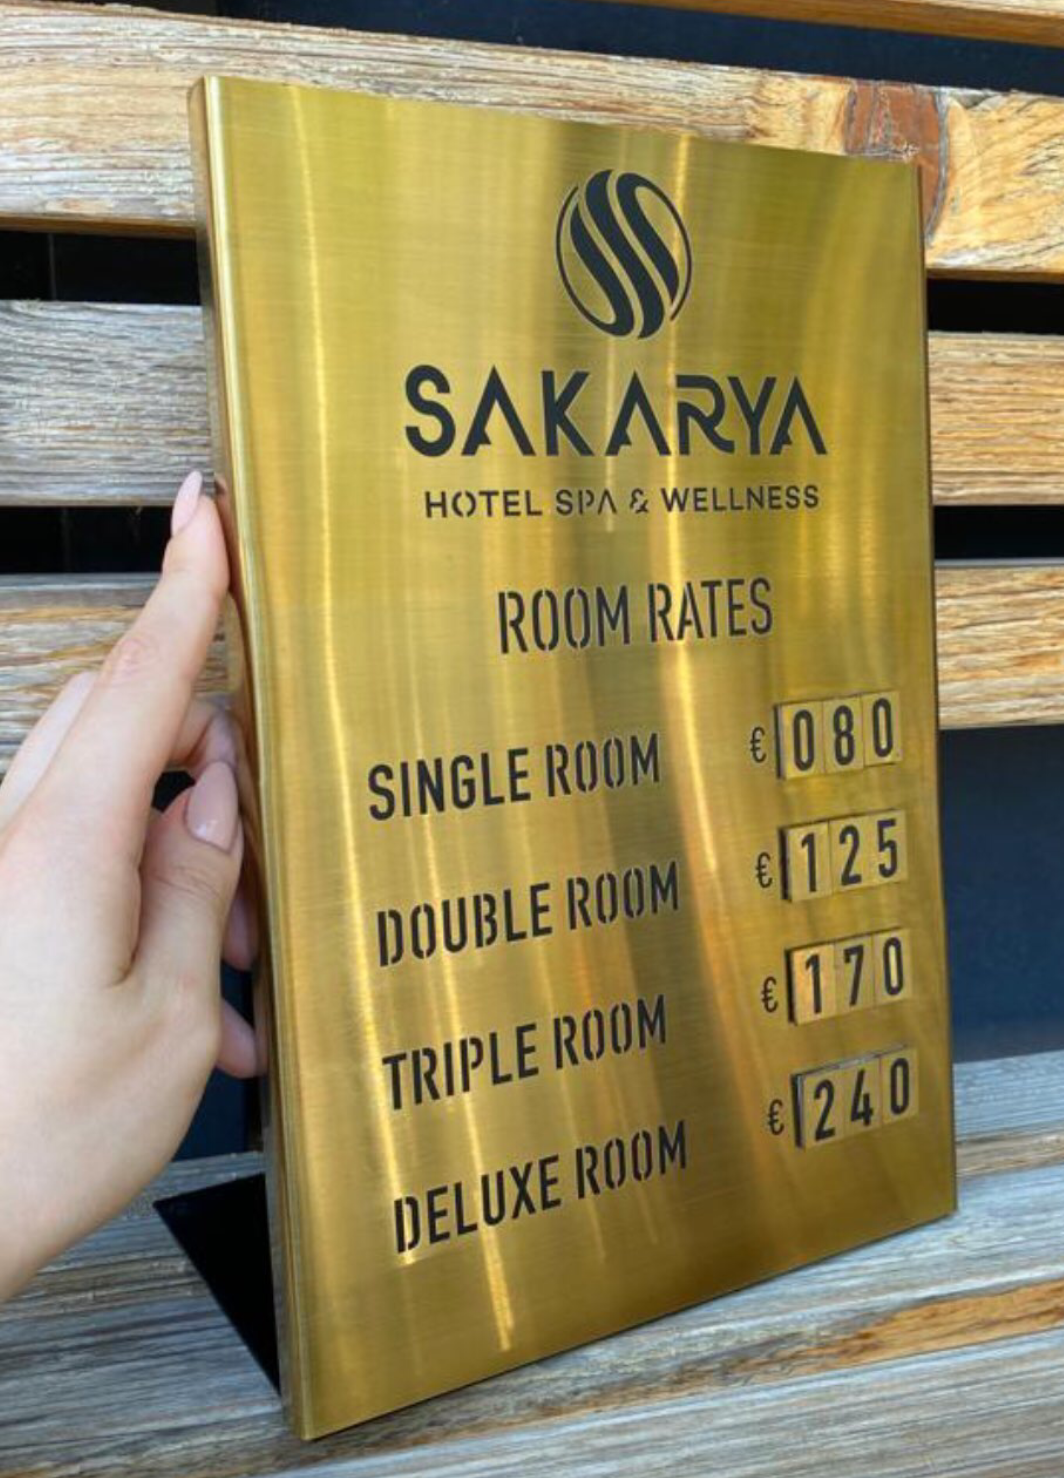 SAKARYA
HOTEL SPA & WELLNESS
ROOM RATES
SINGLE ROOM € 080
DOUBLE ROOM € 125
TRIPLE ROOM € 170
DELUXE ROOM € 240